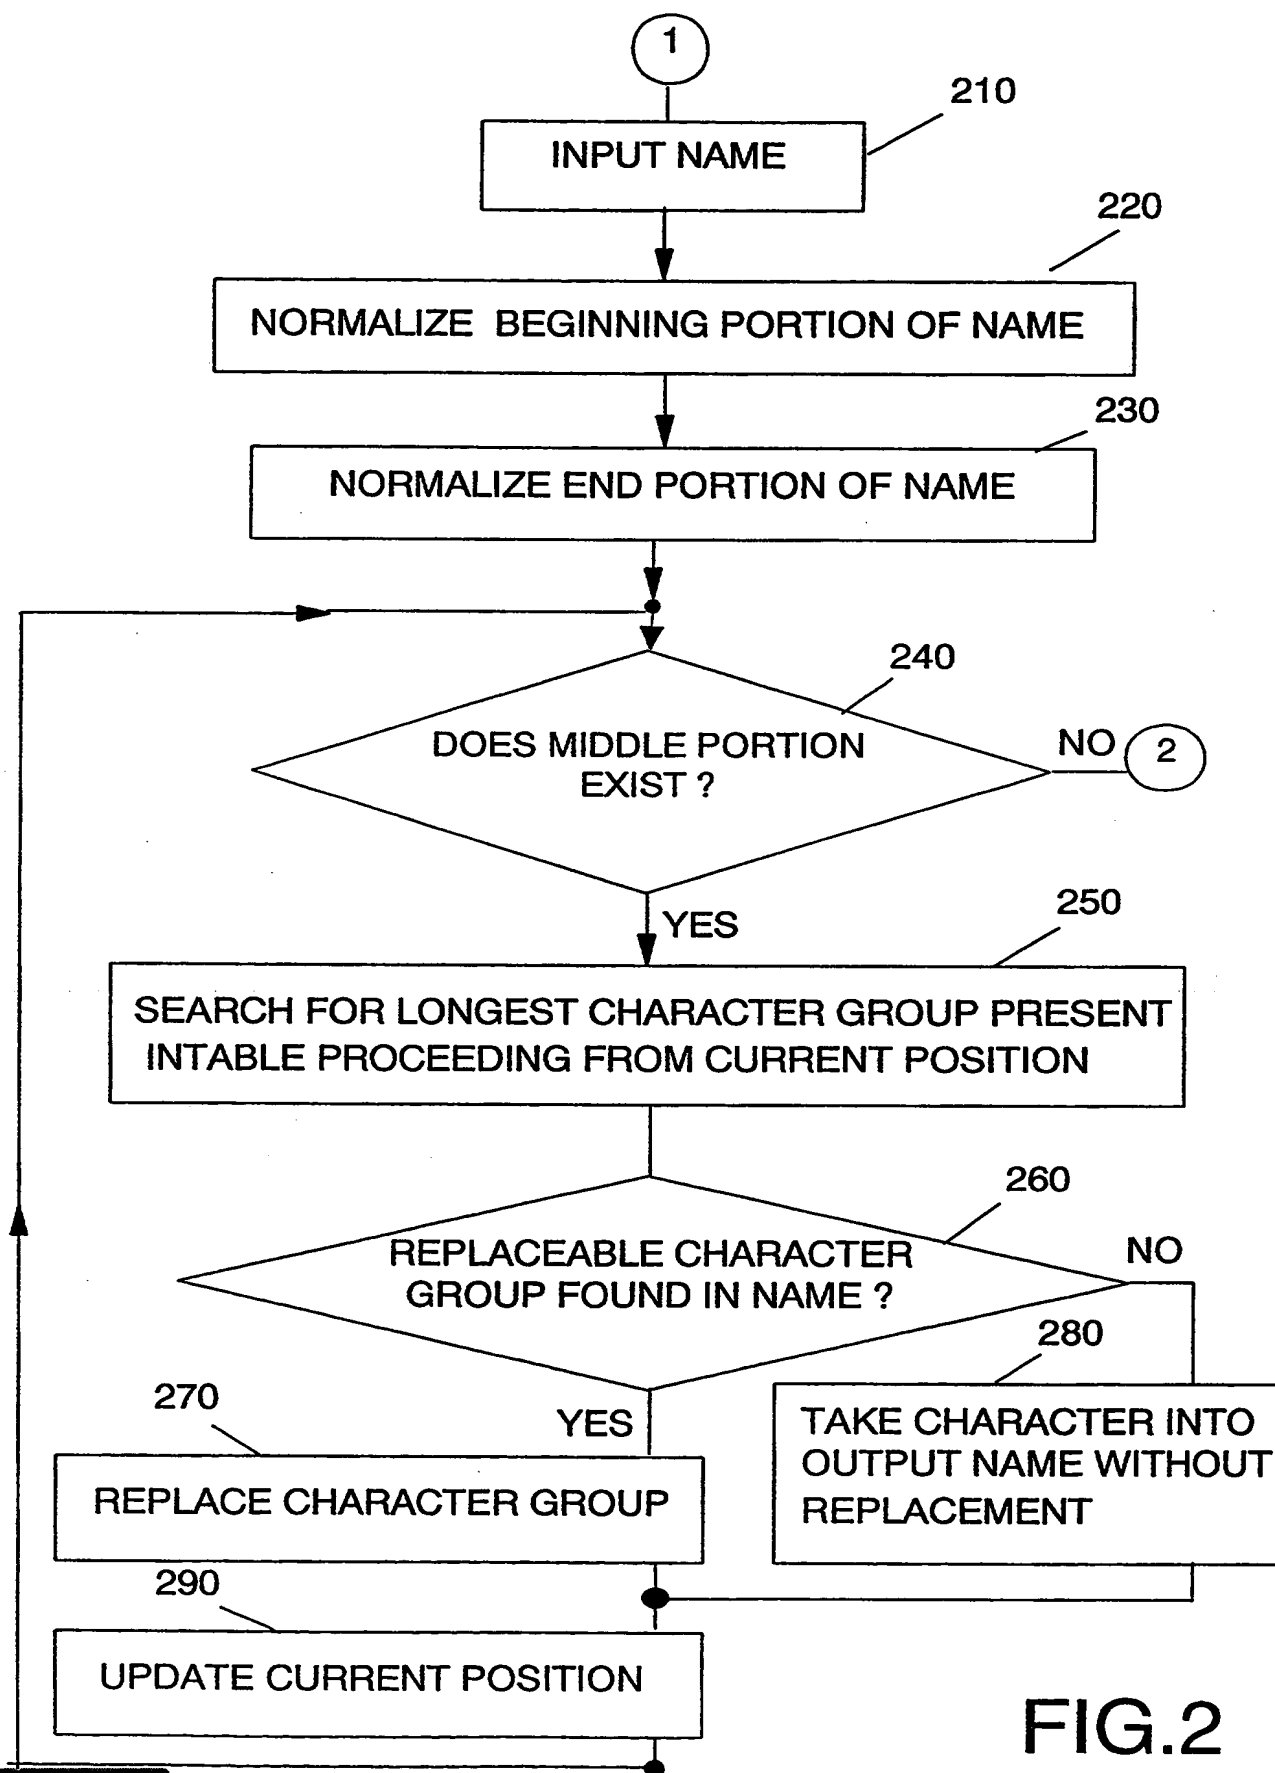 1
210
INPUT NAME
220
NORMALIZE BEGINNING PORTION OF NAME
230
NORMALIZE END PORTION OF NAME
240
DOES MIDDLE PORTION
EXIST ?
NO
2
YES
250
SEARCH FOR LONGEST CHARACTER GROUP PRESENT
INTABLE PROCEEDING FROM CURRENT POSITION
260
REPLACEABLE CHARACTER
GROUP FOUND IN NAME ?
NO
280
270
YES
TAKE CHARACTER INTO
OUTPUT NAME WITHOUT
REPLACEMENT
REPLACE CHARACTER GROUP
290
UPDATE CURRENT POSITION
FIG.2